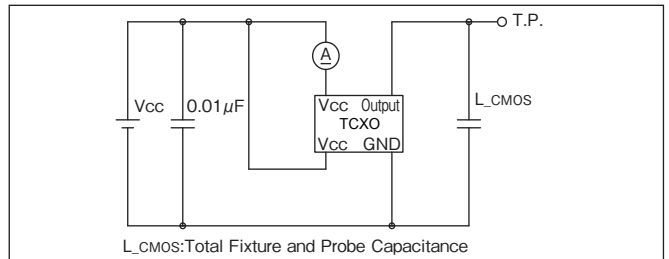 T.P.
A
Vcc 0.01μF
Vcc Output
L_CMOS
TCXO
Vcc GND
L_CMOS:Total Fixture and Probe Capacitance